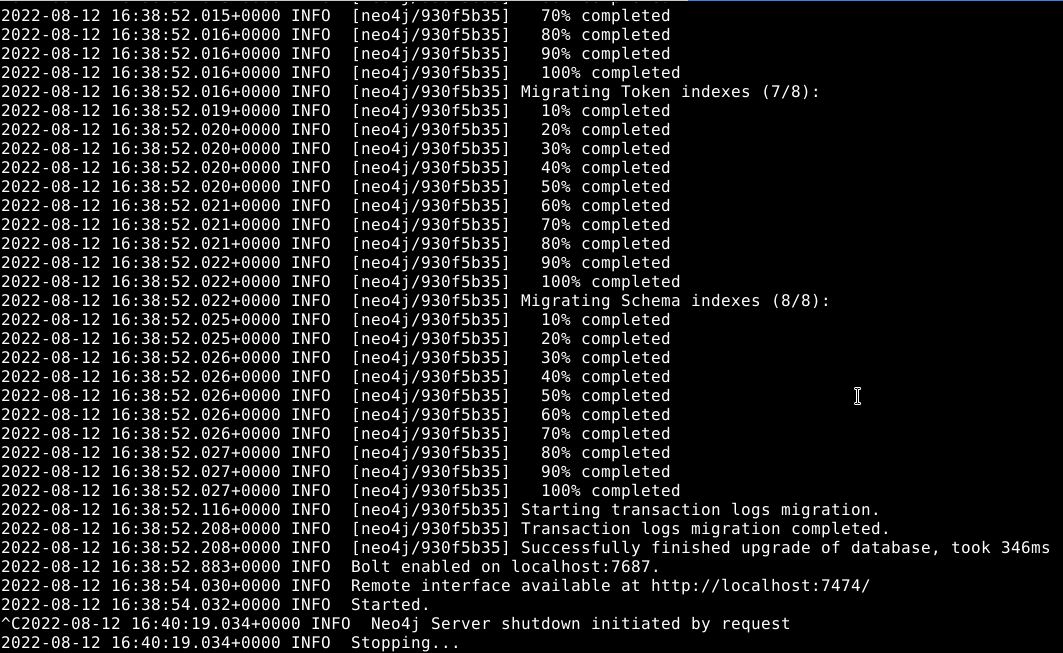 2022-08-12 16:38:52.015+0000 INFO  [neo4j/930f5b35]   70% completed
2022-08-12 16:38:52.016+0000 INFO  [neo4j/930f5b35]   80% completed
2022-08-12 16:38:52.016+0000 INFO  [neo4j/930f5b35]   90% completed
2022-08-12 16:38:52.016+0000 INFO  [neo4j/930f5b35]   100% completed
2022-08-12 16:38:52.016+0000 INFO  [neo4j/930f5b35] Migrating Token indexes (7/8):
2022-08-12 16:38:52.019+0000 INFO  [neo4j/930f5b35]   10% completed
2022-08-12 16:38:52.020+0000 INFO  [neo4j/930f5b35]   20% completed
2022-08-12 16:38:52.020+0000 INFO  [neo4j/930f5b35]   30% completed
2022-08-12 16:38:52.020+0000 INFO  [neo4j/930f5b35]   40% completed
2022-08-12 16:38:52.020+0000 INFO  [neo4j/930f5b35]   50% completed
2022-08-12 16:38:52.021+0000 INFO  [neo4j/930f5b35]   60% completed
2022-08-12 16:38:52.021+0000 INFO  [neo4j/930f5b35]   70% completed
2022-08-12 16:38:52.021+0000 INFO  [neo4j/930f5b35]   80% completed
2022-08-12 16:38:52.022+0000 INFO  [neo4j/930f5b35]   90% completed
2022-08-12 16:38:52.022+0000 INFO  [neo4j/930f5b35]   100% completed
2022-08-12 16:38:52.022+0000 INFO  [neo4j/930f5b35] Migrating Schema indexes (8/8):
2022-08-12 16:38:52.025+0000 INFO  [neo4j/930f5b35]   10% completed
2022-08-12 16:38:52.025+0000 INFO  [neo4j/930f5b35]   20% completed
2022-08-12 16:38:52.026+0000 INFO  [neo4j/930f5b35]   30% completed
2022-08-12 16:38:52.026+0000 INFO  [neo4j/930f5b35]   40% completed
2022-08-12 16:38:52.026+0000 INFO  [neo4j/930f5b35]   50% completed
2022-08-12 16:38:52.026+0000 INFO  [neo4j/930f5b35]   60% completed
2022-08-12 16:38:52.026+0000 INFO  [neo4j/930f5b35]   70% completed
2022-08-12 16:38:52.027+0000 INFO  [neo4j/930f5b35]   80% completed
2022-08-12 16:38:52.027+0000 INFO  [neo4j/930f5b35]   90% completed
2022-08-12 16:38:52.027+0000 INFO  [neo4j/930f5b35]   100% completed
2022-08-12 16:38:52.116+0000 INFO  [neo4j/930f5b35] Starting transaction logs migration.
2022-08-12 16:38:52.208+0000 INFO  [neo4j/930f5b35] Transaction logs migration completed.
2022-08-12 16:38:52.208+0000 INFO  [neo4j/930f5b35] Successfully finished upgrade of database, took 346ms
2022-08-12 16:38:52.883+0000 INFO  Bolt enabled on localhost:7687.
2022-08-12 16:38:54.030+0000 INFO  Remote interface available at http://localhost:7474/
2022-08-12 16:38:54.032+0000 INFO  Started.
^C2022-08-12 16:40:19.034+0000 INFO  Neo4j Server shutdown initiated by request
2022-08-12 16:40:19.034+0000 INFO  Stopping...